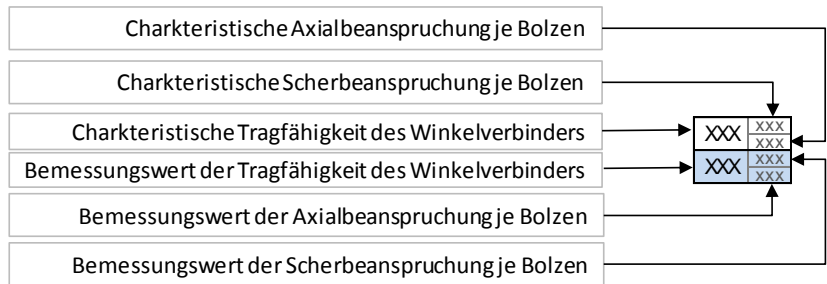 Charkteristische Axialbeanspruchung je Bolzen
Charkteristische Scherbeanspruchung je Bolzen
Charkteristische Tragfähigkeit des Winkelverbinders
Bemessungswert der Tragfähigkeit des Winkelverbinders
Bemessungswert der Axialbeanspruchung je Bolzen
Bemessungswert der Scherbeanspruchung je Bolzen
XXX xxx
xxx
XXX xxx
xxx